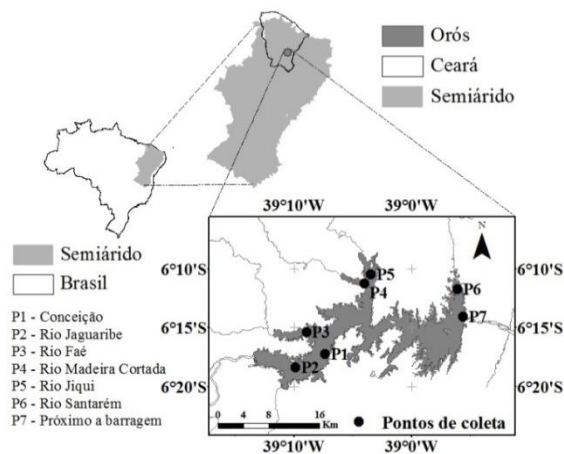 Orós
Ceará
Semiárido
Semiárido
Brasil
P1 - Conceição
P2 - Rio Jaguaribe
P3 - Rio Faé
P4 - Rio Madeira Cortada
P5 - Rio Jiqui
P6 - Rio Santarém
P7 - Próximo a barragem
39°10'W 39°0'W
N
6°10'S 6°10'S
6°15'S 6°15'S
6°20'S 6°20'S
P5
P4
P6
P7
P3
P1
P2
0 4 8 16
Km
Pontos de coleta
39°10'W 39°0'W